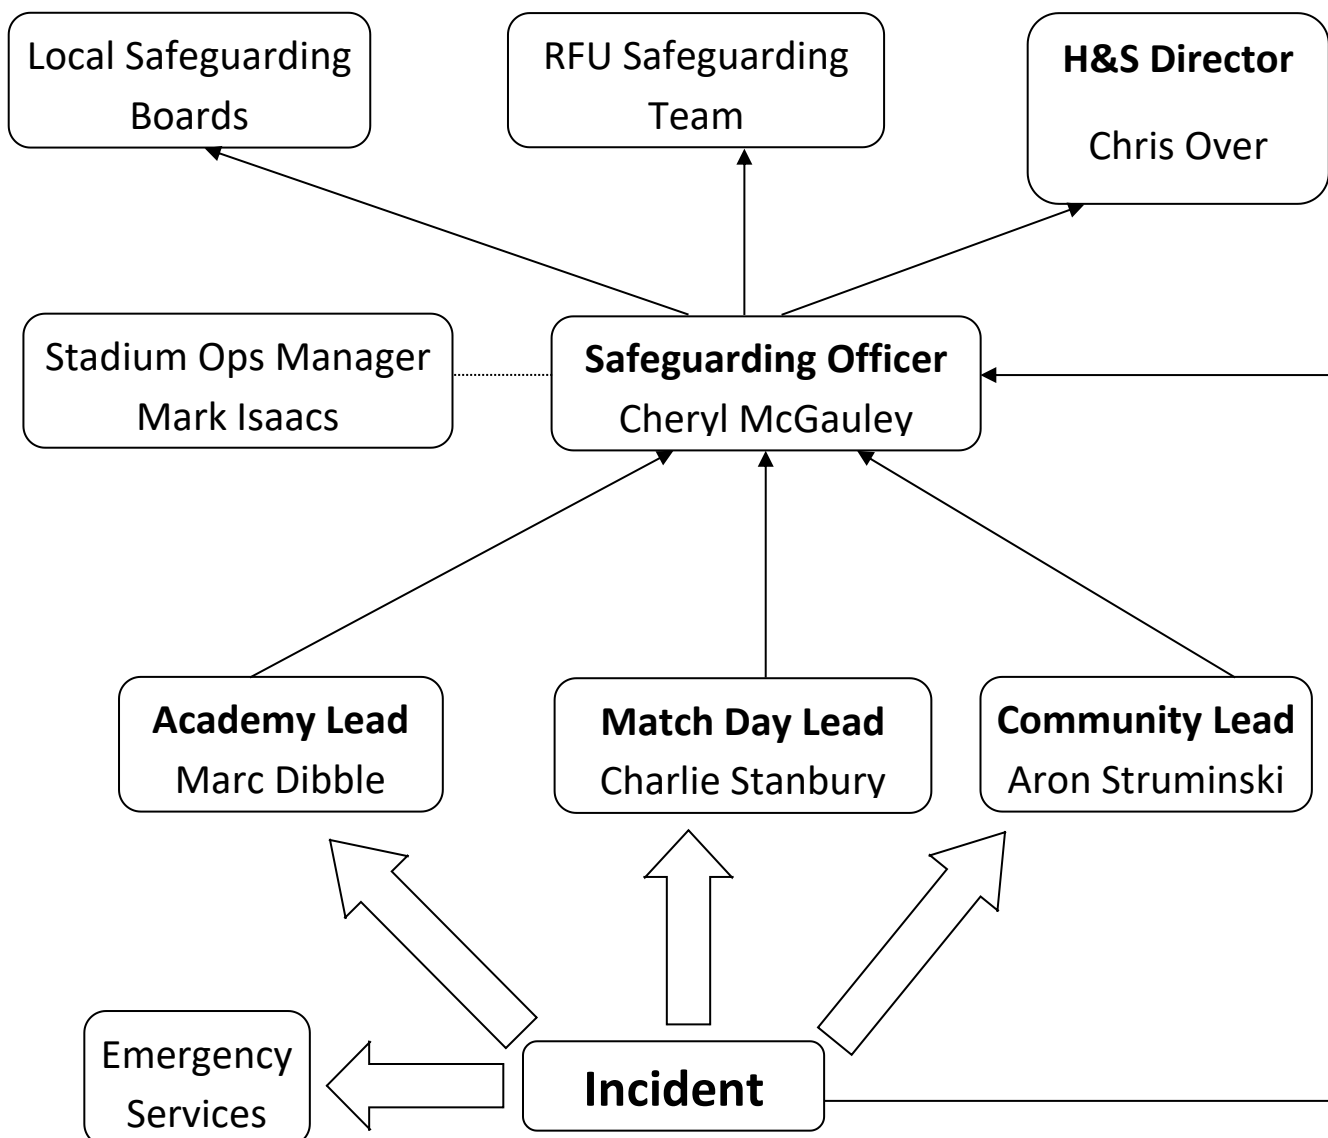 Local Safeguarding
Boards
RFU Safeguarding
Team
H&S Director
Chris Over
Stadium Ops Manager
Mark Isaacs
Safeguarding Officer
Cheryl McGauley
Academy Lead
Marc Dibble
Match Day Lead
Charlie Stanbury
Community Lead
Aron Struminski
Emergency
Services
Incident